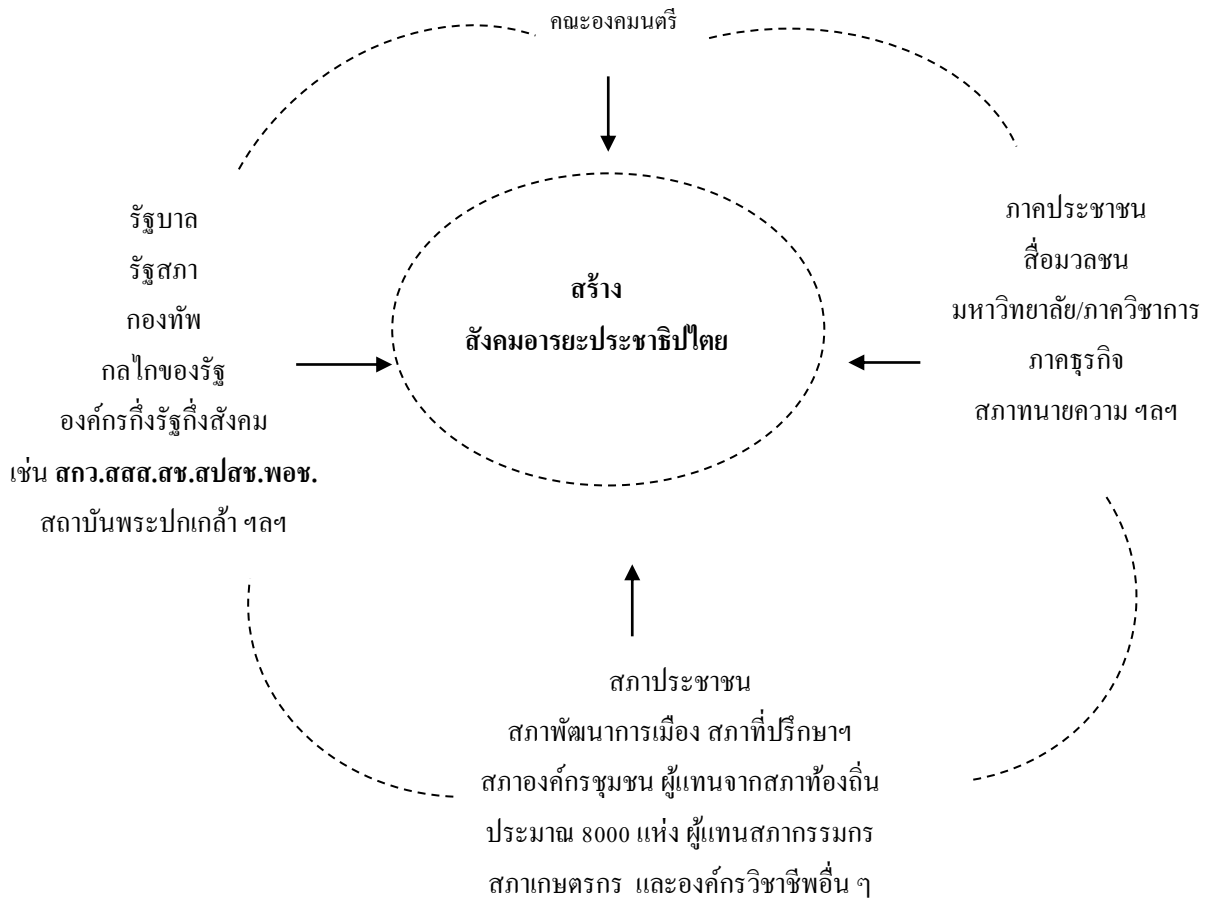 คณะองคมนตรี
รัฐบาล
รัฐสภา
กองทัพ
กลไกของรัฐ
องค์กรกึ่งรัฐกึ่งสังคม
เช่น สกว.สสส.สช.สปสช.พอช.
สถาบันพระปกเกล้า ฯลฯ
สร้าง
สังคมอารยะประชาธิปไตย
ภาคประชาชน
สื่อมวลชน
มหาวิทยาลัย/ภาควิชาการ
ภาคธุรกิจ
สภาทนายความ ฯลฯ
สภาประชาชน
สภาพัฒนาการเมือง สภาที่ปรึกษาฯ
สภาองค์กรชุมชน ผู้แทนจากสภาท้องถิ่น
ประมาณ 8000 แห่ง ผู้แทนสภากรรมกร
สภาเกษตรกร และองค์กรวิชาชีพอื่น ๆ